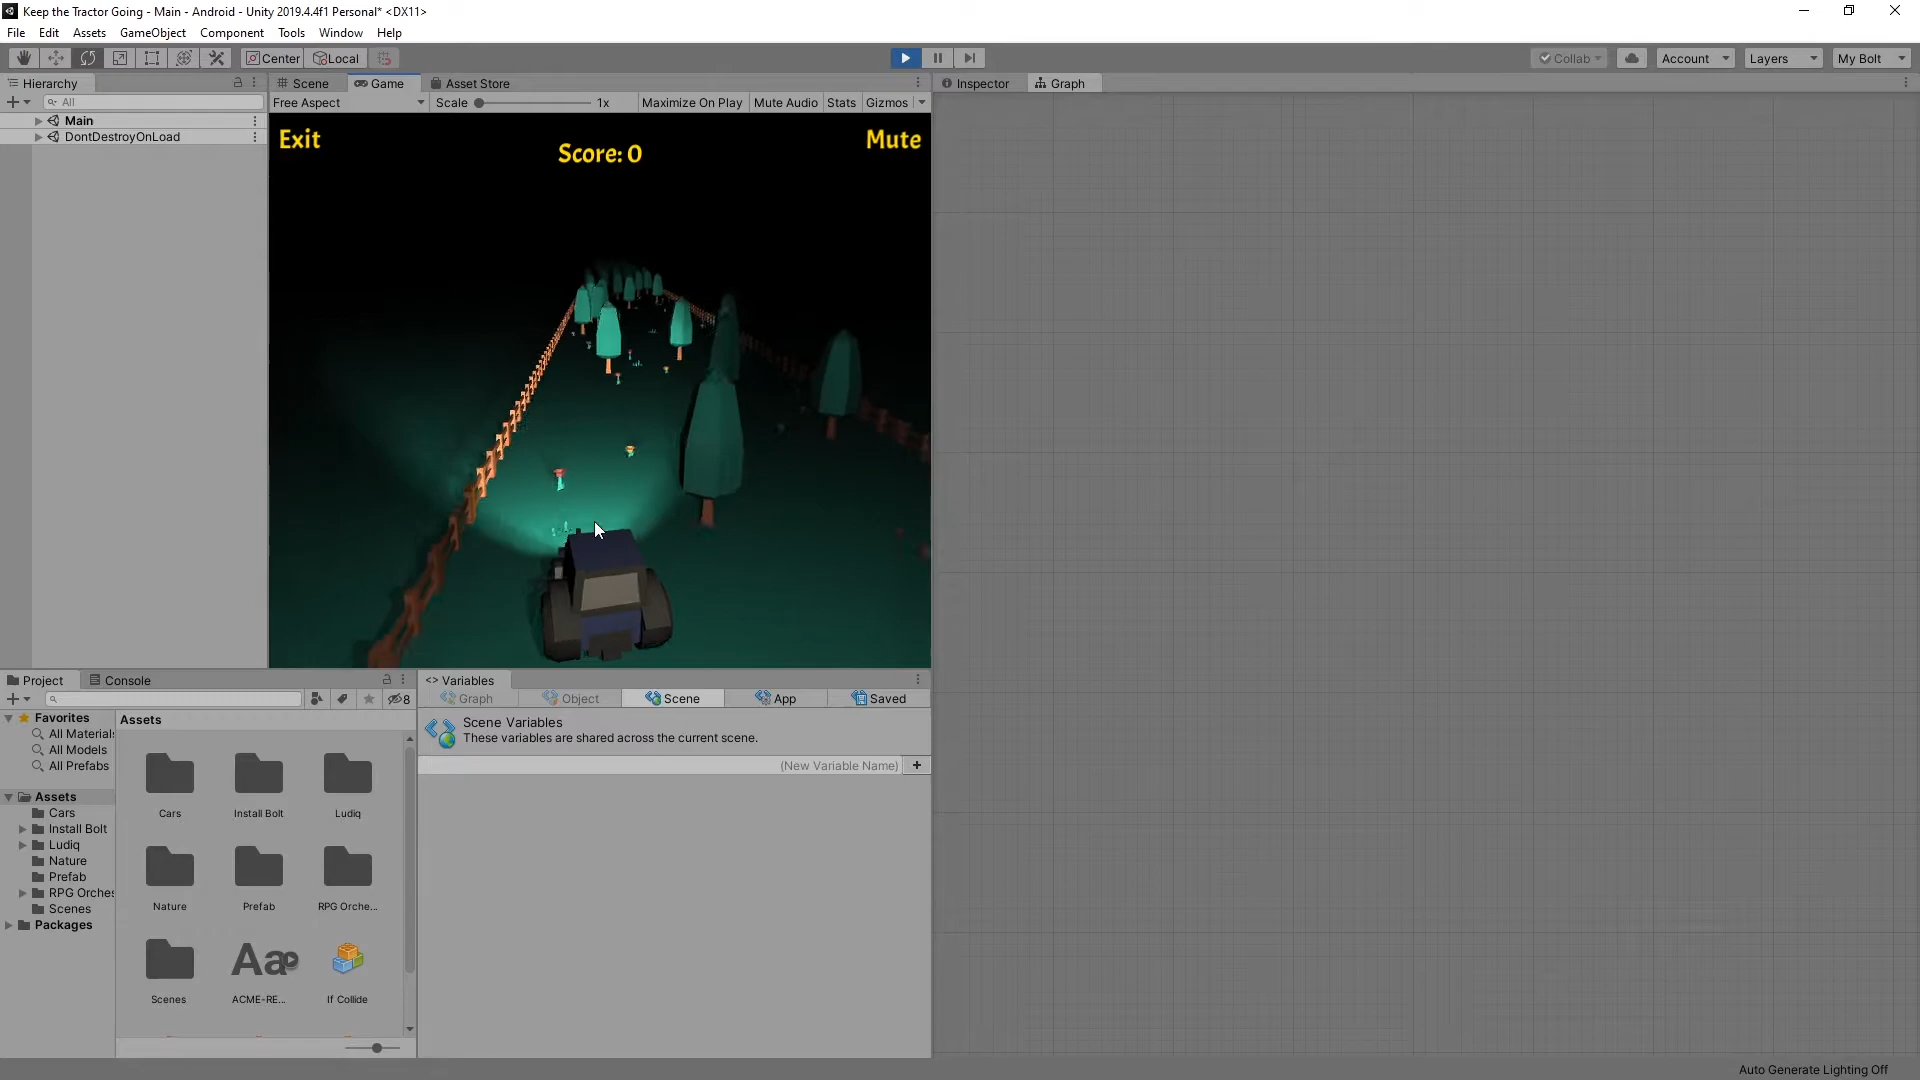 Keep the Tractor Going - Main - Android - Unity 2019.4.4f1 Personal* <DX11>
File Edit Assets GameObject Component Tools Window Help
Center Local Collab Account Layers My Bolt
Hierarchy Scene Game Asset Store Inspector Graph
All Free Aspect Scale 1x Maximize On Play Mute Audio Stats Gizmos
Main
DontDestroyOnLoad
Exit Score: 0 Mute
Project Console Variables
8 Graph Object Scene App Saved
Favorites Assets
Scene Variables
These variables are shared across the current scene.
(New Variable Name)
All Materials
All Models
All Prefabs
Assets
Cars
Install Bolt
Ludiq
Nature
Prefab
RPG Orches
Scenes
Packages
Cars Install Bolt Ludiq
Nature Prefab RPG Orche...
Aa
Scenes ACME-RE... If Collide
Auto Generate Lighting Off